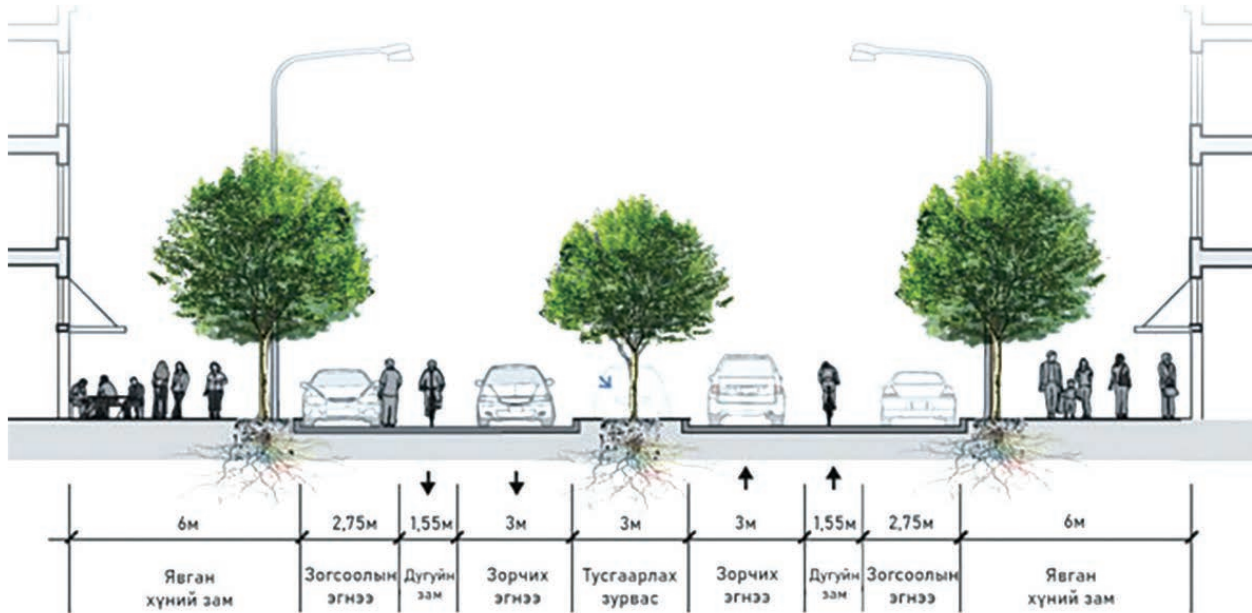 6м 2,75м 1,55м 3м 3м 3м 1,55м 2,75м 6м
Явган
хүний зам
Зогсоолын
эгнээ
Дугуйн
зам
Зорчих
эгнээ
Тусгаарлах
зурвас
Зорчих
эгнээ
Дугуйн
зам
Зогсоолын
эгнээ
Явган
хүний зам